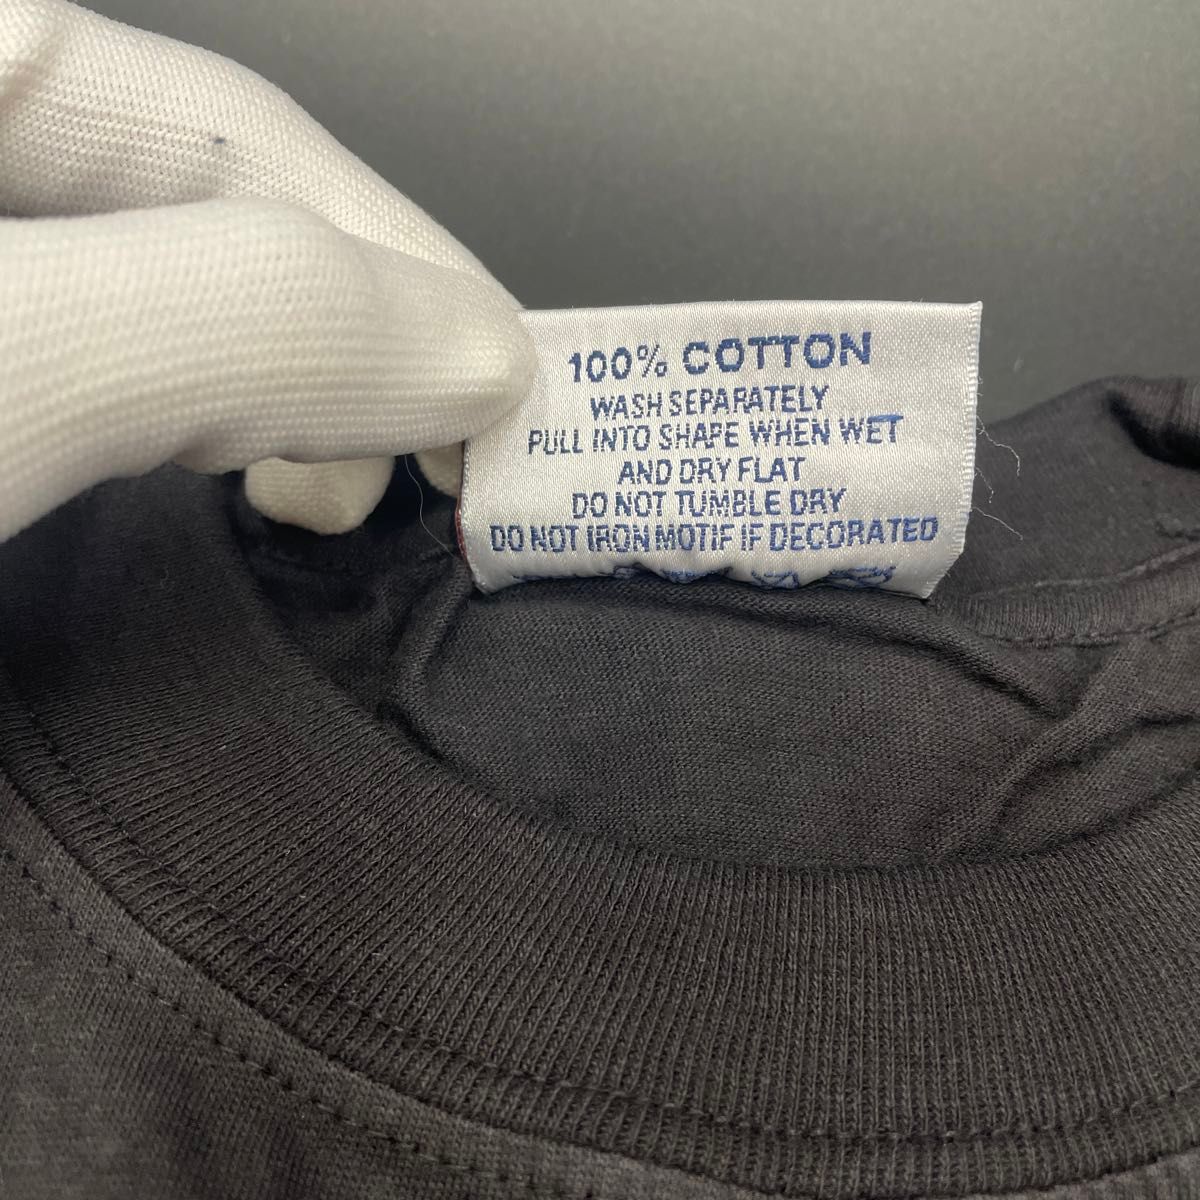 100% COTTON
WASH SEPARATELY
PULL INTO SHAPE WHEN WET
AND DRY FLAT
DO NOT TUMBLE DRY
DO NOT IRON MOTIF IF DECORATED